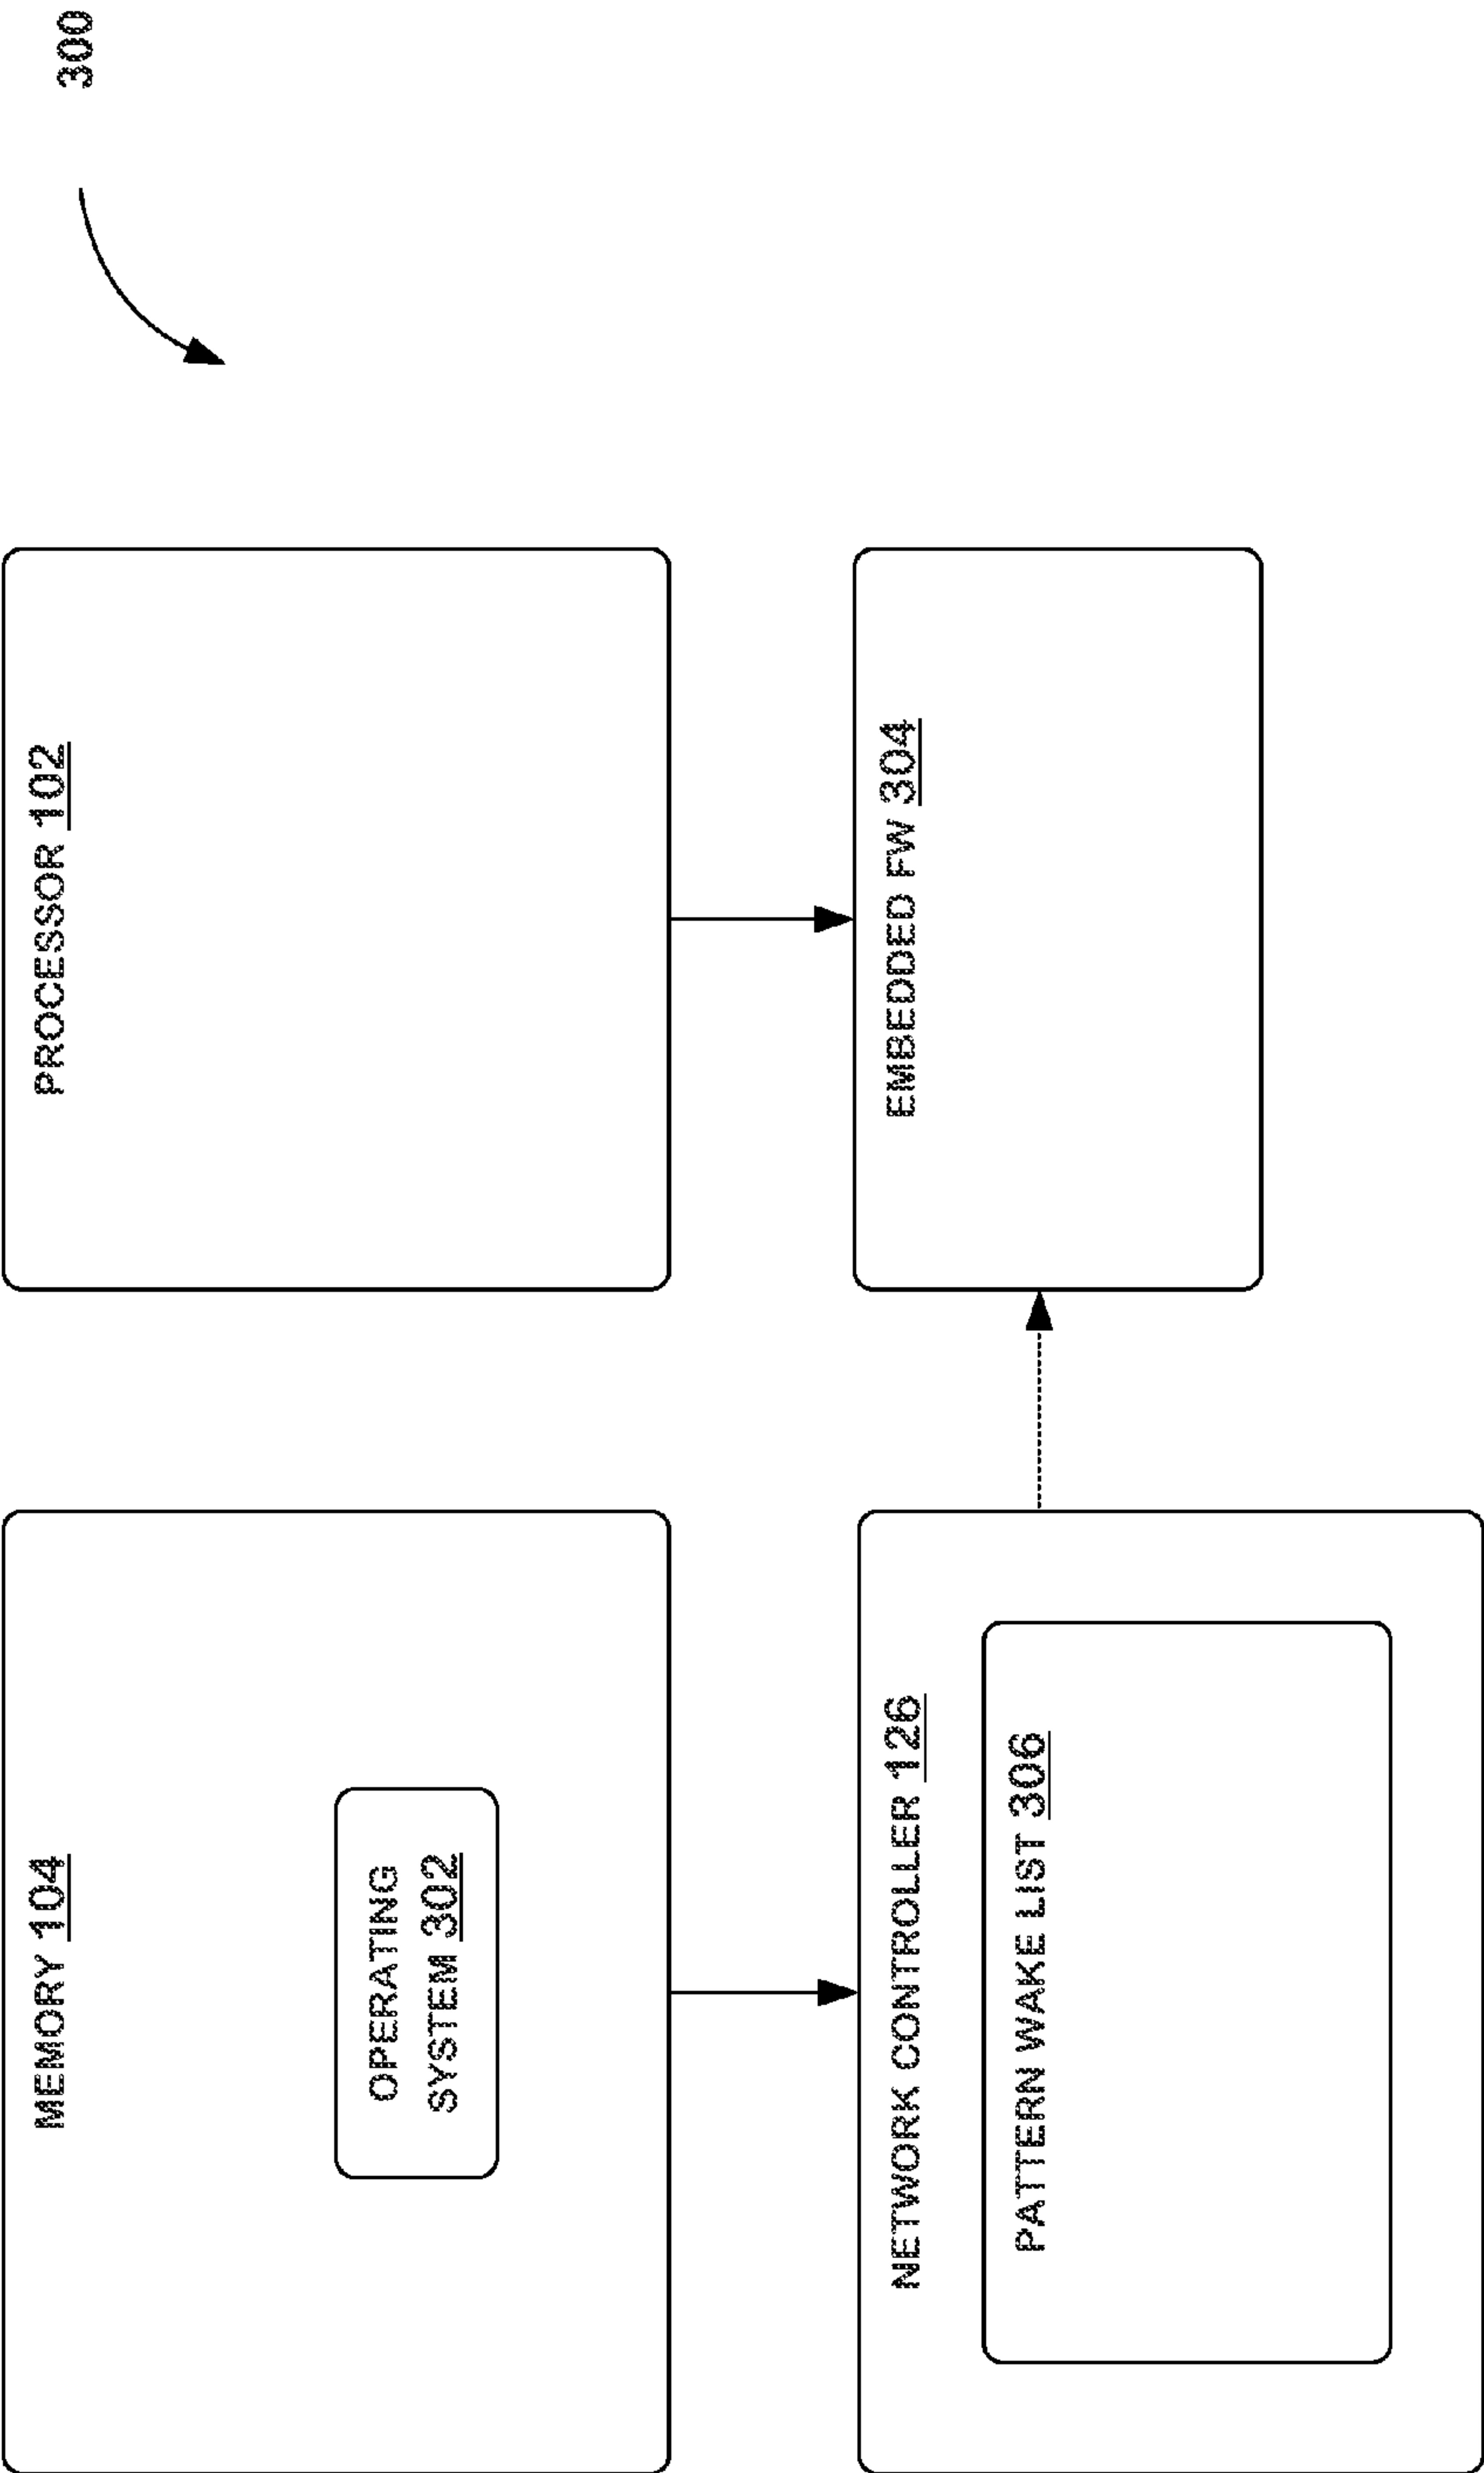 300
MEMORY 104
OPERATING
SYSTEM 302
PROCESSOR 102
NETWORK CONTROLLER 126
PATTERN WAKE LIST 306
EMBEDDED FW 304